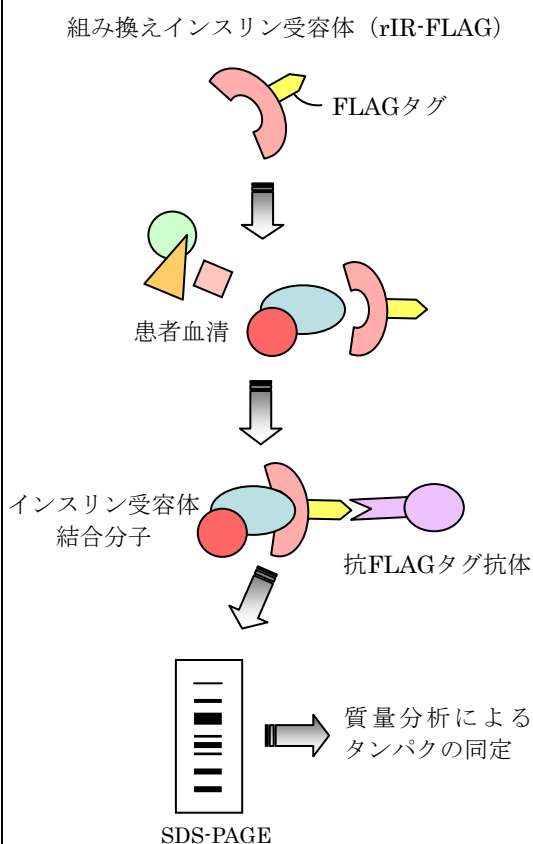 組み換えインスリン受容体（rIR-FLAG）
FLAGタグ
患者血清
インスリン受容体
結合分子
抗FLAGタグ抗体
質量分析による
タンパクの同定
SDS-PAGE